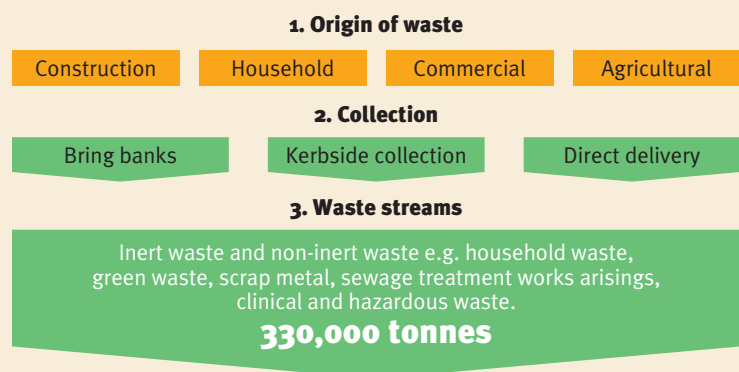 1. Origin of waste
Construction
Household
Commercial
Agricultural
2. Collection
Bring banks
Kerbside collection
Direct delivery
3. Waste streams
Inert waste and non-inert waste e.g. household waste,
green waste, scrap metal, sewage treatment works arisings,
clinical and hazardous waste.
330,000 tonnes